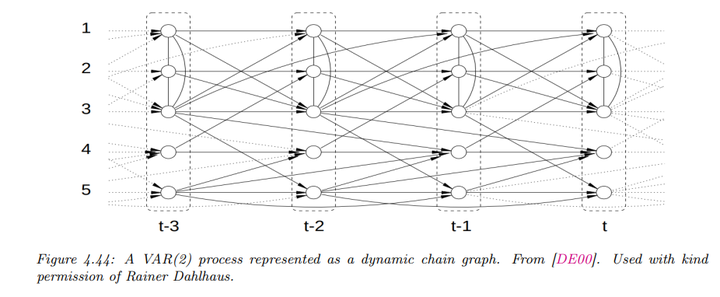 1
2
3
4
5
t-3 t-2 t-1 t
Figure 4.44: A VAR(2) process represented as a dynamic chain graph. From [DE00]. Used with kind
permission of Rainer Dahlhaus.